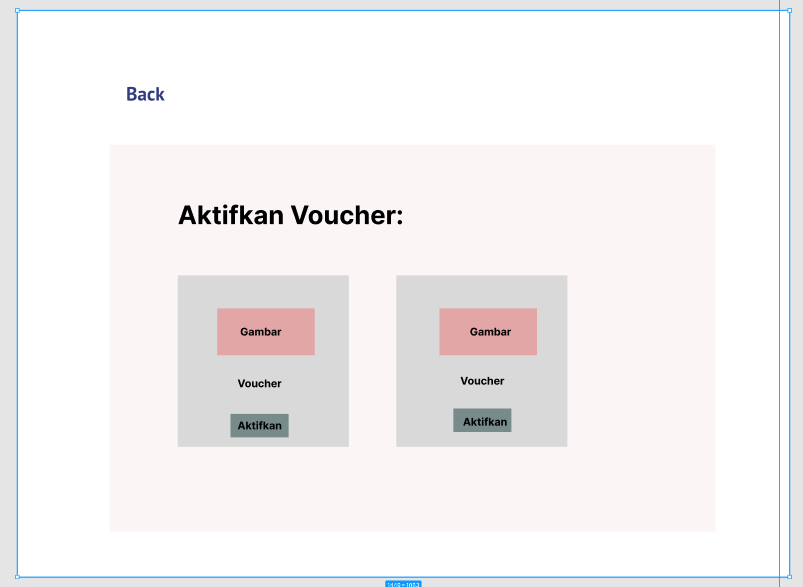 Back
Aktifkan Voucher:
Gambar
Voucher
Aktifkan
Gambar
Voucher
Aktifkan